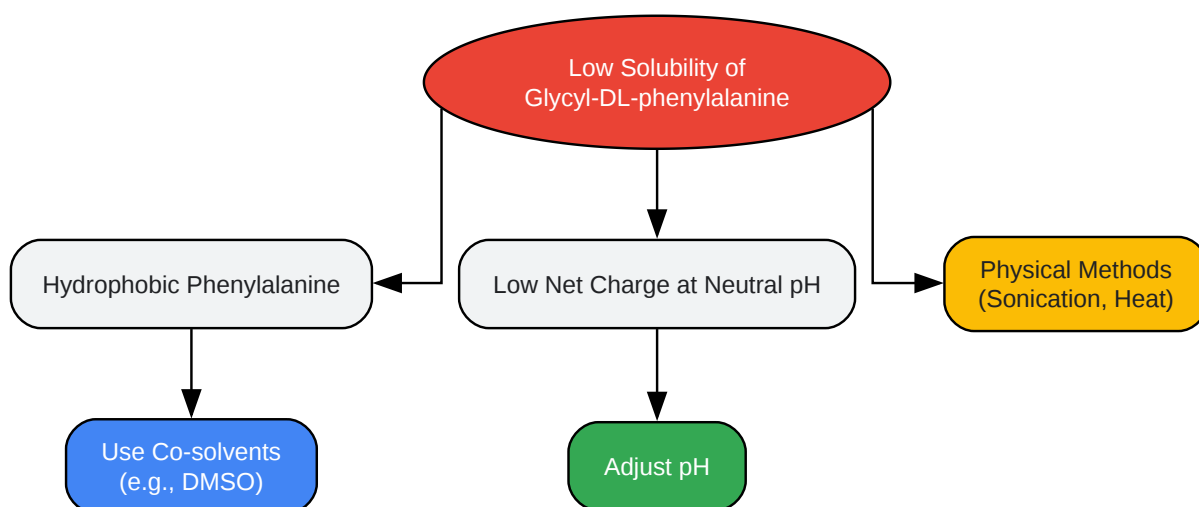 Low Solubility of
Glycyl-DL-phenylalanine
Hydrophobic Phenylalanine
Low Net Charge at Neutral pH
Physical Methods
(Sonication, Heat)
Use Co-solvents
(e.g., DMSO)
Adjust pH